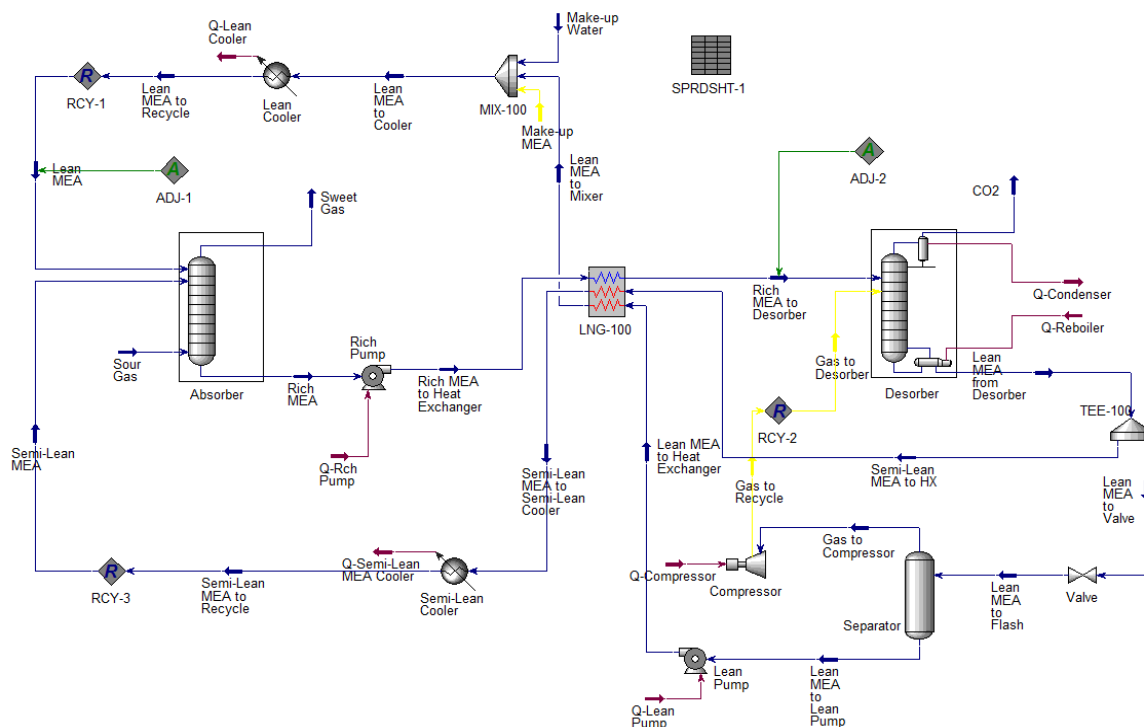 Q-Lean
Cooler
Make-up
Water
SPRDSHT-1
R
RCY-1
Lean
MEA to
Recycle
Lean
Cooler
Lean
MEA
to
Cooler
MIX-100
Make-up
MEA
Lean
MEA
A
ADJ-1
Sweet
Gas
Lean
MEA to
Mixer
A
ADJ-2
CO2
Sour
Gas
Absorber
Rich
MEA
Rich
Pump
Q-Rch
Pump
Rich MEA
to Heat
Exchanger
LNG-100
Rich
MEA to
Desorber
Gas to
Desorber
Q-Condenser
Q-Reboiler
Desorber
Lean
MEA from
Desorber
TEE-100
R
RCY-2
Semi-Lean
MEA to HX
Lean
MEA
to
Valve
Semi-Lean
MEA
Semi-Lean
MEA to
Semi-Lean
Cooler
Lean MEA
to Heat
Exchanger
Gas to
Recycle
Gas to
Compressor
Q-Compressor
Compressor
Separator
Lean
MEA
to
Flash
Valve
R
RCY-3
Semi-Lean
MEA to
Recycle
Q-Semi-Lean
MEA Cooler
Semi-Lean
Cooler
Q-Lean
Pump
Lean
Pump
Lean
MEA to
Lean Pump